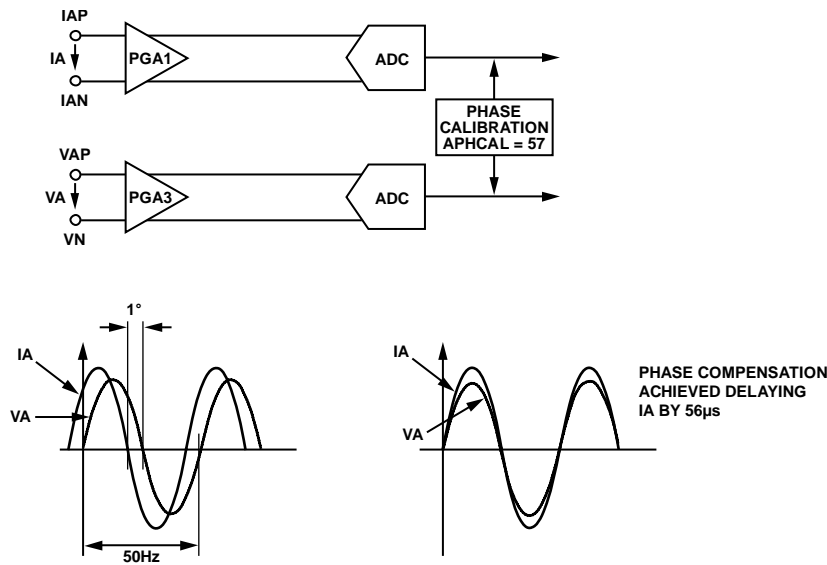 IAP
IA
IAN
PGA1
ADC
PHASE
CALIBRATION
APHCAL = 57
VAP
VA
VN
PGA3
ADC
1°
IA
VA
50Hz
IA
VA
PHASE COMPENSATION
ACHIEVED DELAYING
IA BY 56µs